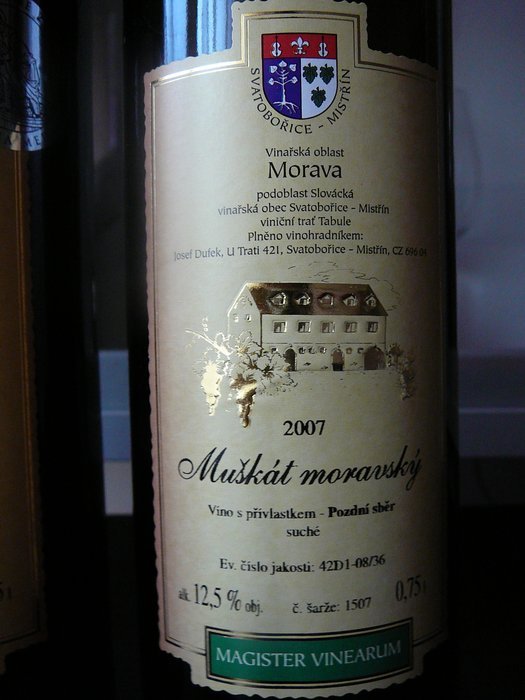 SVATOBOŘICE - MISTŘÍN
Vinařská oblast
Morava
podoblast Slovácká
vinařská obec Svatobořice - Mistřín
viniční trať Tabule
Plněno vinohradníkem:
Josef Dufek, U Trati 421, Svatobořice - Mistřín, CZ 696 04
2007
Muškát moravský
Víno s přívlastkem - Pozdní sběr
suché
Ev. číslo jakosti: 42D1-08/36
alk. 12,5 % obj. č. šarže: 1507 0,75 l
MAGISTER VINEARUM